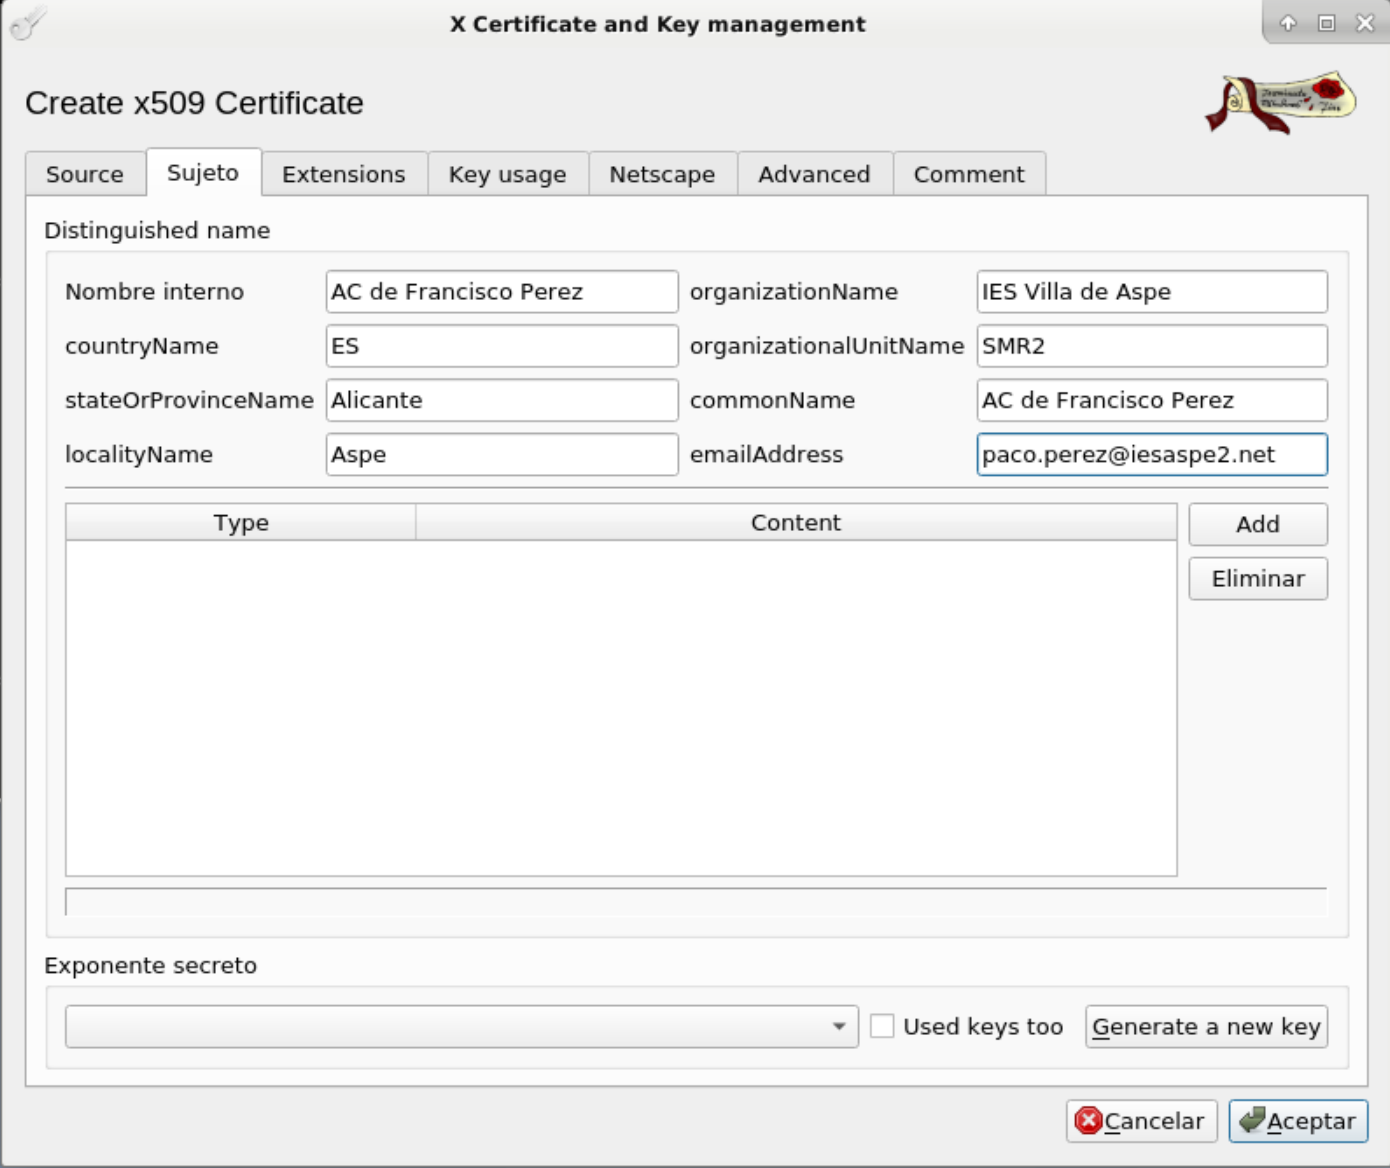 X Certificate and Key management
Create x509 Certificate
Source Sujeto Extensions Key usage Netscape Advanced Comment
Distinguished name
Nombre interno AC de Francisco Perez organizationName IES Villa de Aspe
countryName ES organizationalUnitName SMR2
stateOrProvinceName Alicante commonName AC de Francisco Perez
localityName Aspe emailAddress paco.perez@iesaspe2.net
Type Content Add
Eliminar
Exponente secreto
Used keys too Generate a new key
Cancelar Aceptar